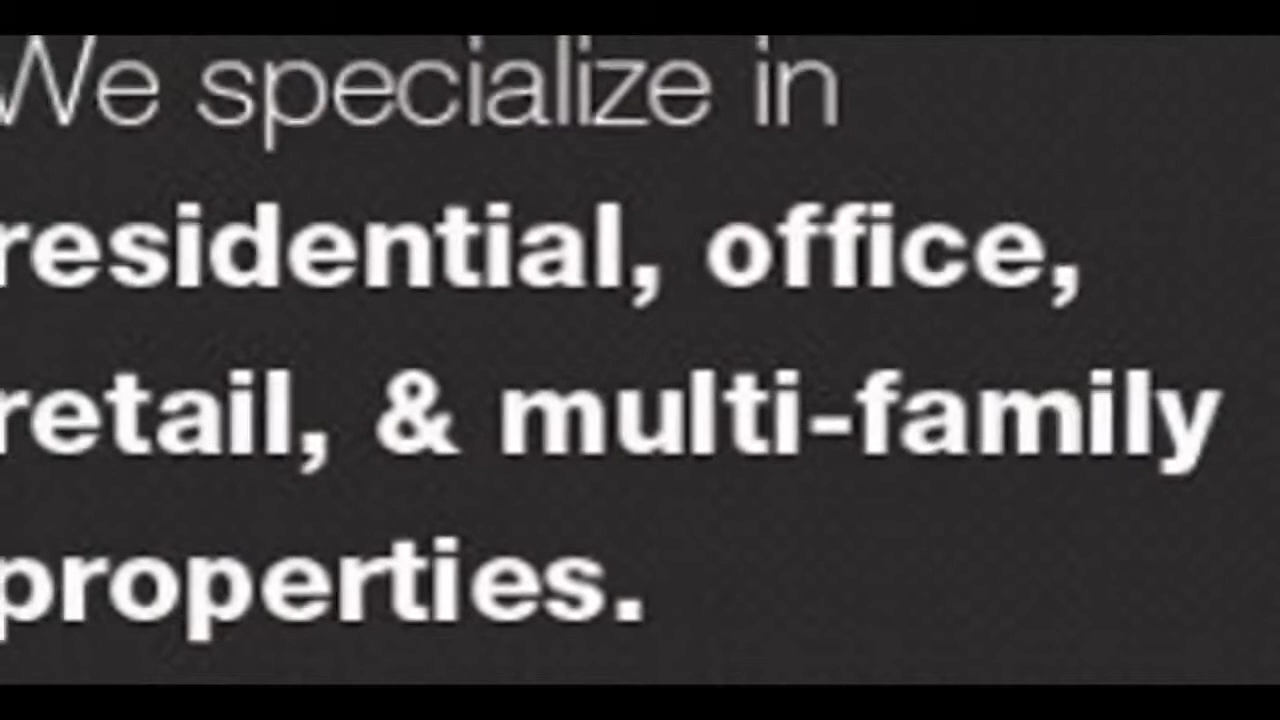 We specialize in
residential, office,
retail, & multi-family
properties.